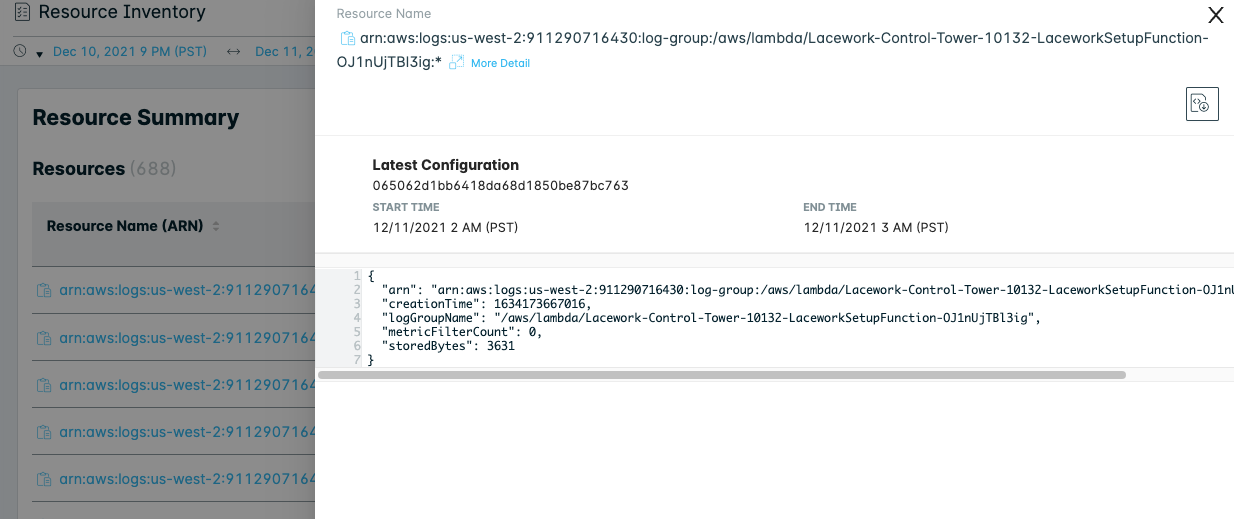 Resource Inventory
Dec 10, 2021 9 PM (PST)
Dec 11, 2
Resource Summary
Resources (688)
Resource Name (ARN)
arn:aws:logs:us-west-2:9112907164
arn:aws:logs:us-west-2:9112907164
arn:aws:logs:us-west-2:9112907164
arn:aws:logs:us-west-2:9112907164
arn:aws:logs:us-west-2:9112907164
Resource Name
arn:aws:logs:us-west-2:911290716430:log-group:/aws/lambda/Lacework-Control-Tower-10132-LaceworkSetupFunction-
OJ1nUjTBl3ig:* More Detail
Latest Configuration
065062d1bb6418da68d1850be87bc763
START TIME
12/11/2021 2 AM (PST)
END TIME
12/11/2021 3 AM (PST)
1 {
2 "arn": "arn:aws:logs:us-west-2:911290716430:log-group:/aws/lambda/Lacework-Control-Tower-10132-LaceworkSetupFunction-OJ1nU
3 "creationTime": 1634173667016,
4 "logGroupName": "/aws/lambda/Lacework-Control-Tower-10132-LaceworkSetupFunction-OJ1nUjTBl3ig",
5 "metricFilterCount": 0,
6 "storedBytes": 3631
7 }